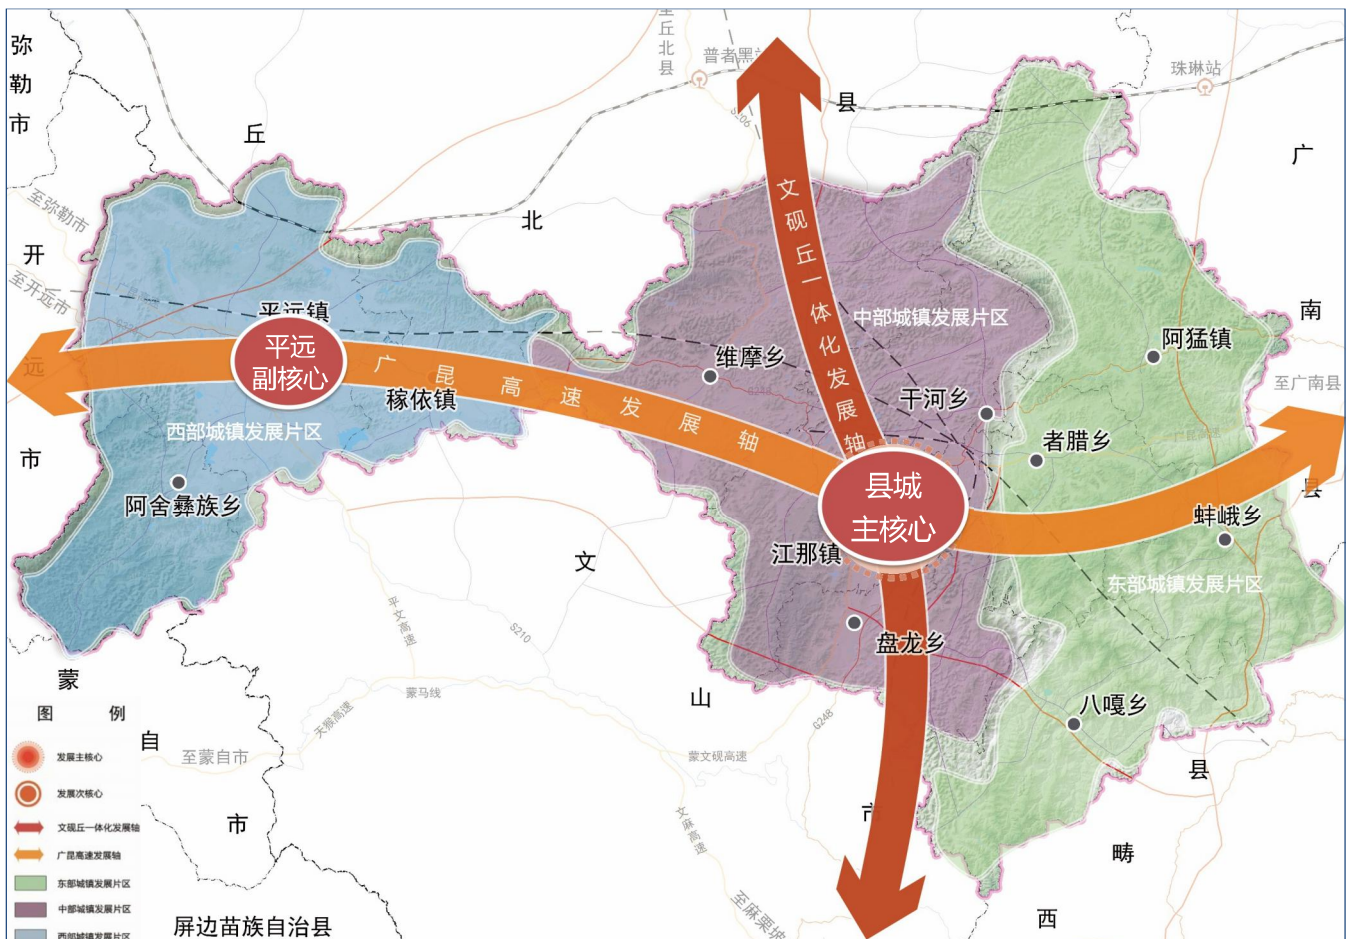 弥勒市
至丘北县
普者黑站
珠琳站
县
丘
广
S206
文砚丘一体化发展轴
至弥勒市
北
开
至开远市
南
平远镇
中部城镇发展片区
平远
副核心
广昆高速发展轴
维摩乡
阿猛镇
远
至广南县
稼依镇
干河乡
西部城镇发展片区
者腊乡
市
县城
主核心
阿舍彝族乡
县
蚌峨乡
江那镇
文
东部城镇发展片区
平文高速
S210
盘龙乡
蒙
蒙马线
山
八嘎乡
天猴高速
G248
图 例
自
至蒙自市
蒙文砚高速
县
发展主核心
发展次核心
市
市
文麻高速
文砚丘一体化发展轴
广昆高速发展轴
畴
东部城镇发展片区
中部城镇发展片区
至麻栗坡
西
屏边苗族自治县
西部城镇发展片区